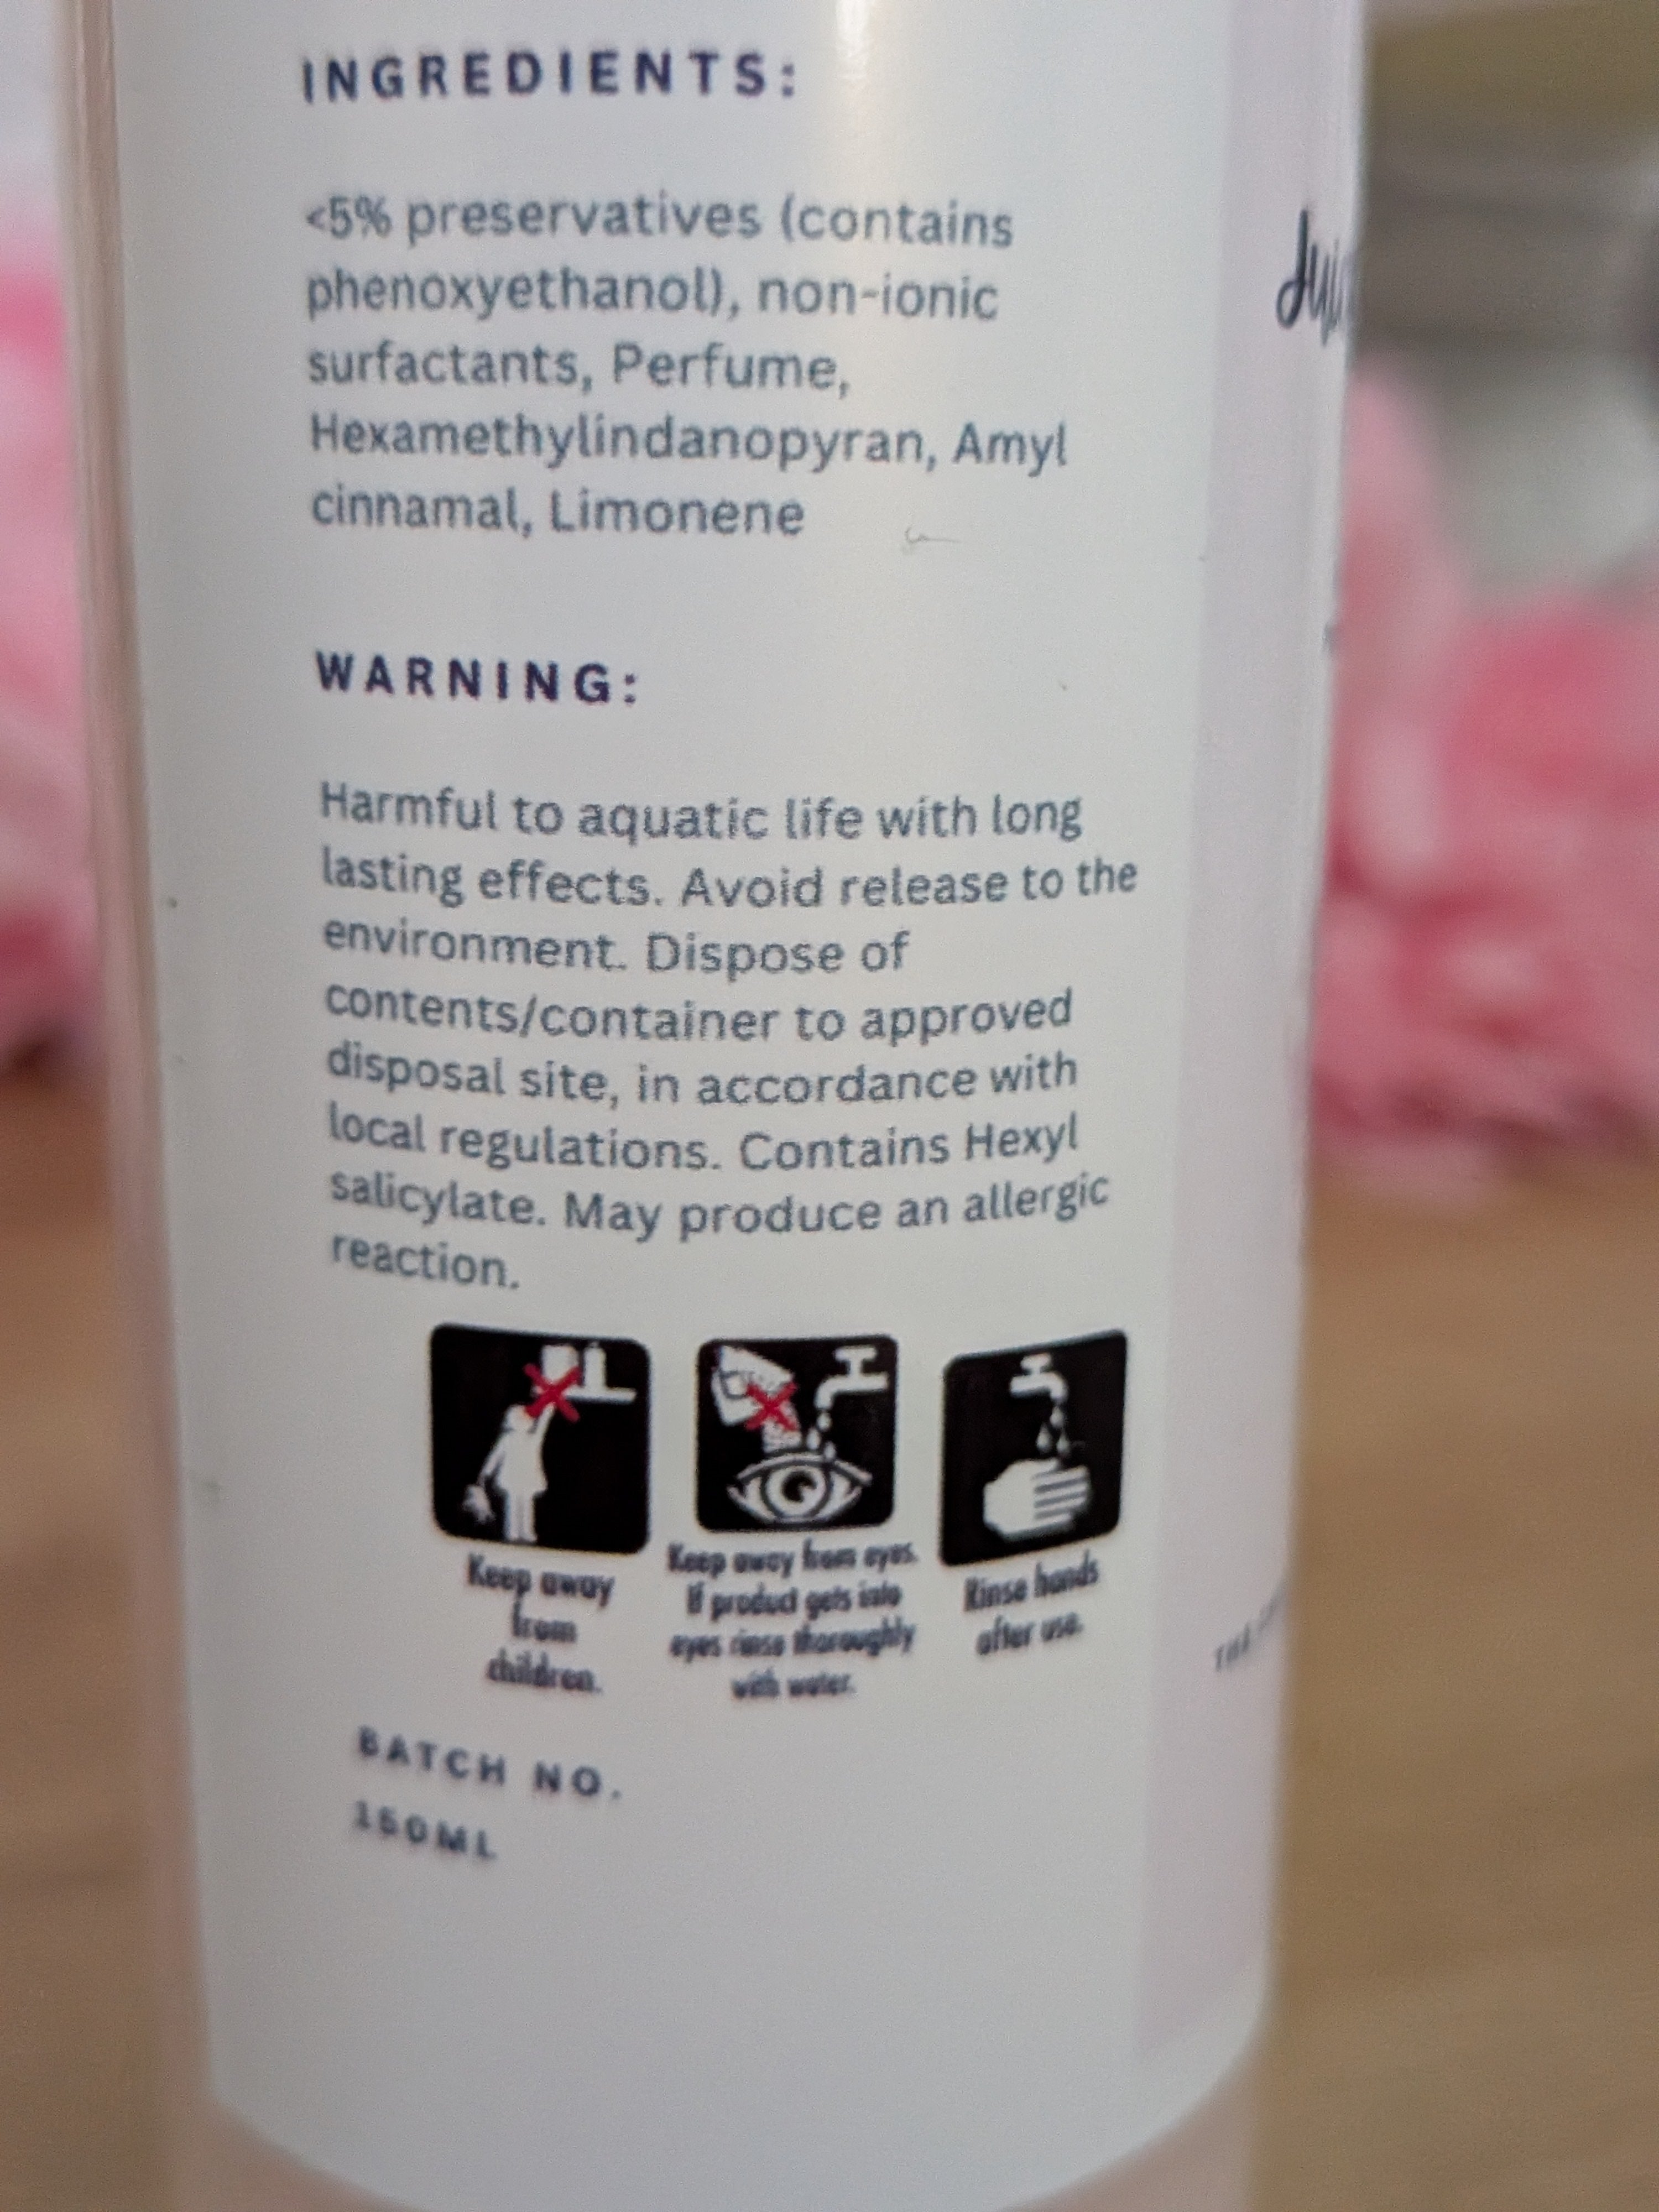 INGREDIENTS:
<5% preservatives (contains
phenoxyethanol), non-ionic
surfactants, Perfume,
Hexamethylindanopyran, Amyl
cinnamal, Limonene
WARNING:
Harmful to aquatic life with long
lasting effects. Avoid release to the
environment. Dispose of
contents/container to approved
disposal site, in accordance with
local regulations. Contains Hexyl
salicylate. May produce an allergic
reaction.
Keep away
from
children.
Keep away from eyes.
If product gets into
eyes rinse thoroughly
with water.
Rinse hands
after use.
BATCH NO.
150ML
THE